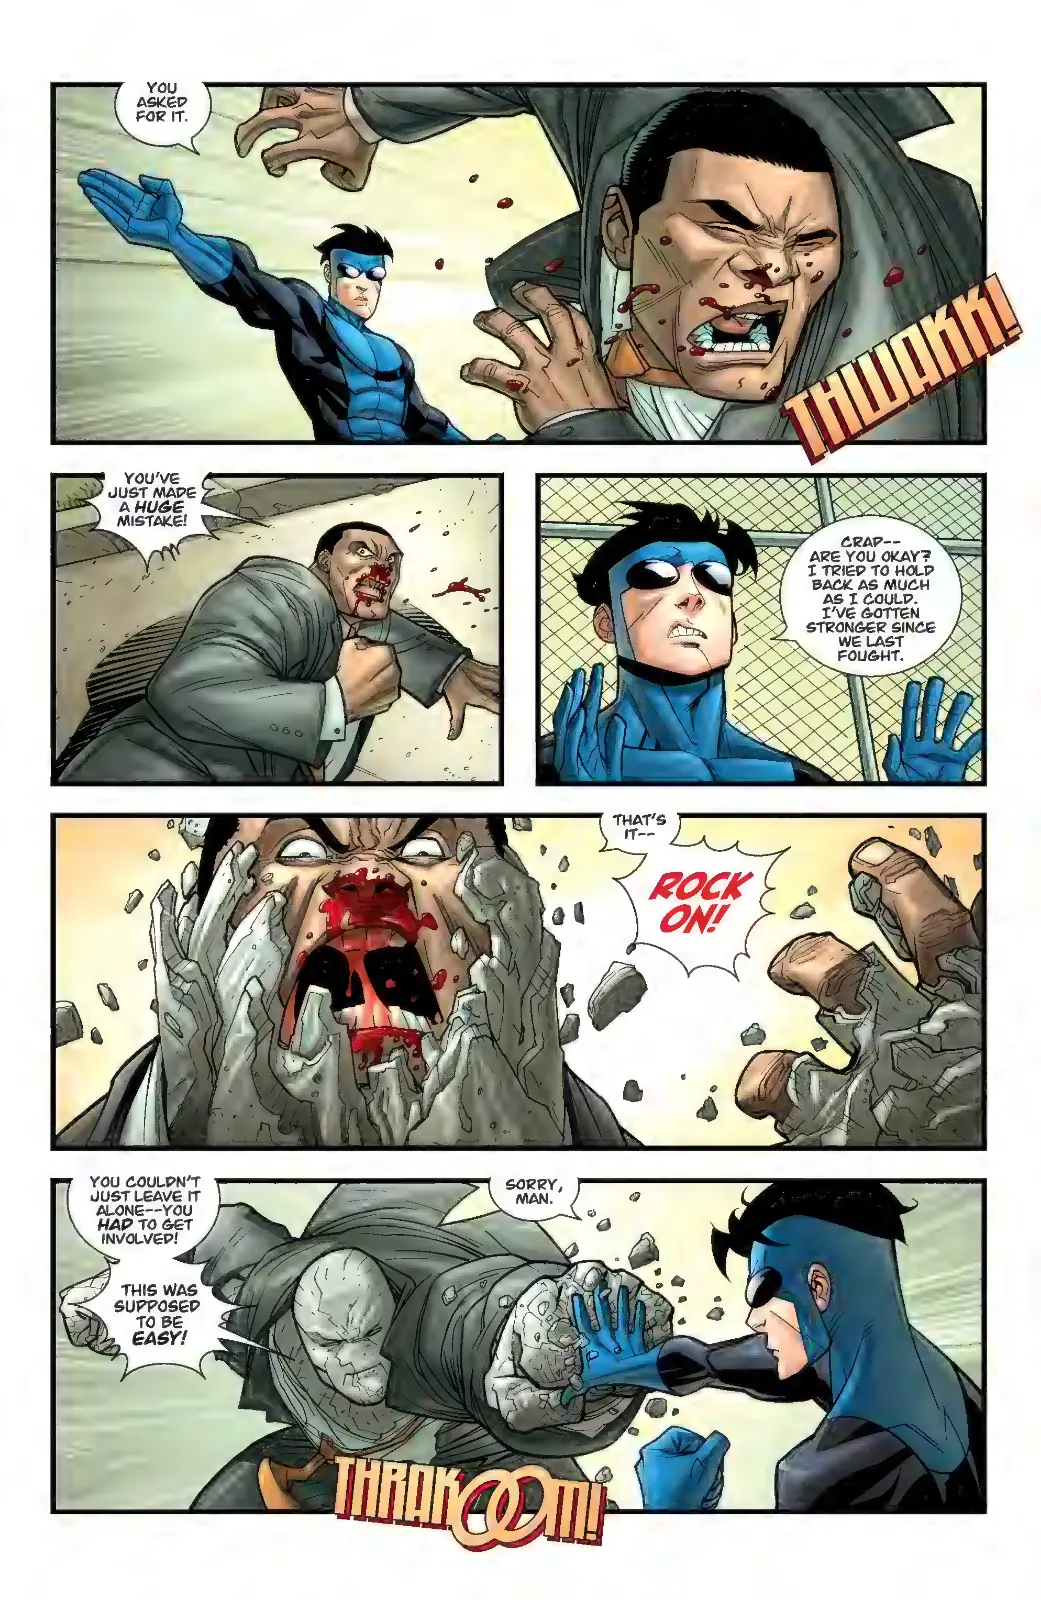 YOU
ASKED
FOR IT.
THWAKK!
YOU'VE
JUST MADE
A HUGE
MISTAKE!
CRAP--
ARE YOU OKAY?
I TRIED TO HOLD
BACK AS MUCH
AS I COULD.
I'VE GOTTEN
STRONGER SINCE
WE LAST
FOUGHT.
THAT'S
IT--
ROCK
ON!
YOU COULDN'T
JUST LEAVE IT
ALONE--YOU
HAD TO GET
INVOLVED!
THIS WAS
SUPPOSED
TO BE
EASY!
SORRY,
MAN.
THRAKOOM!